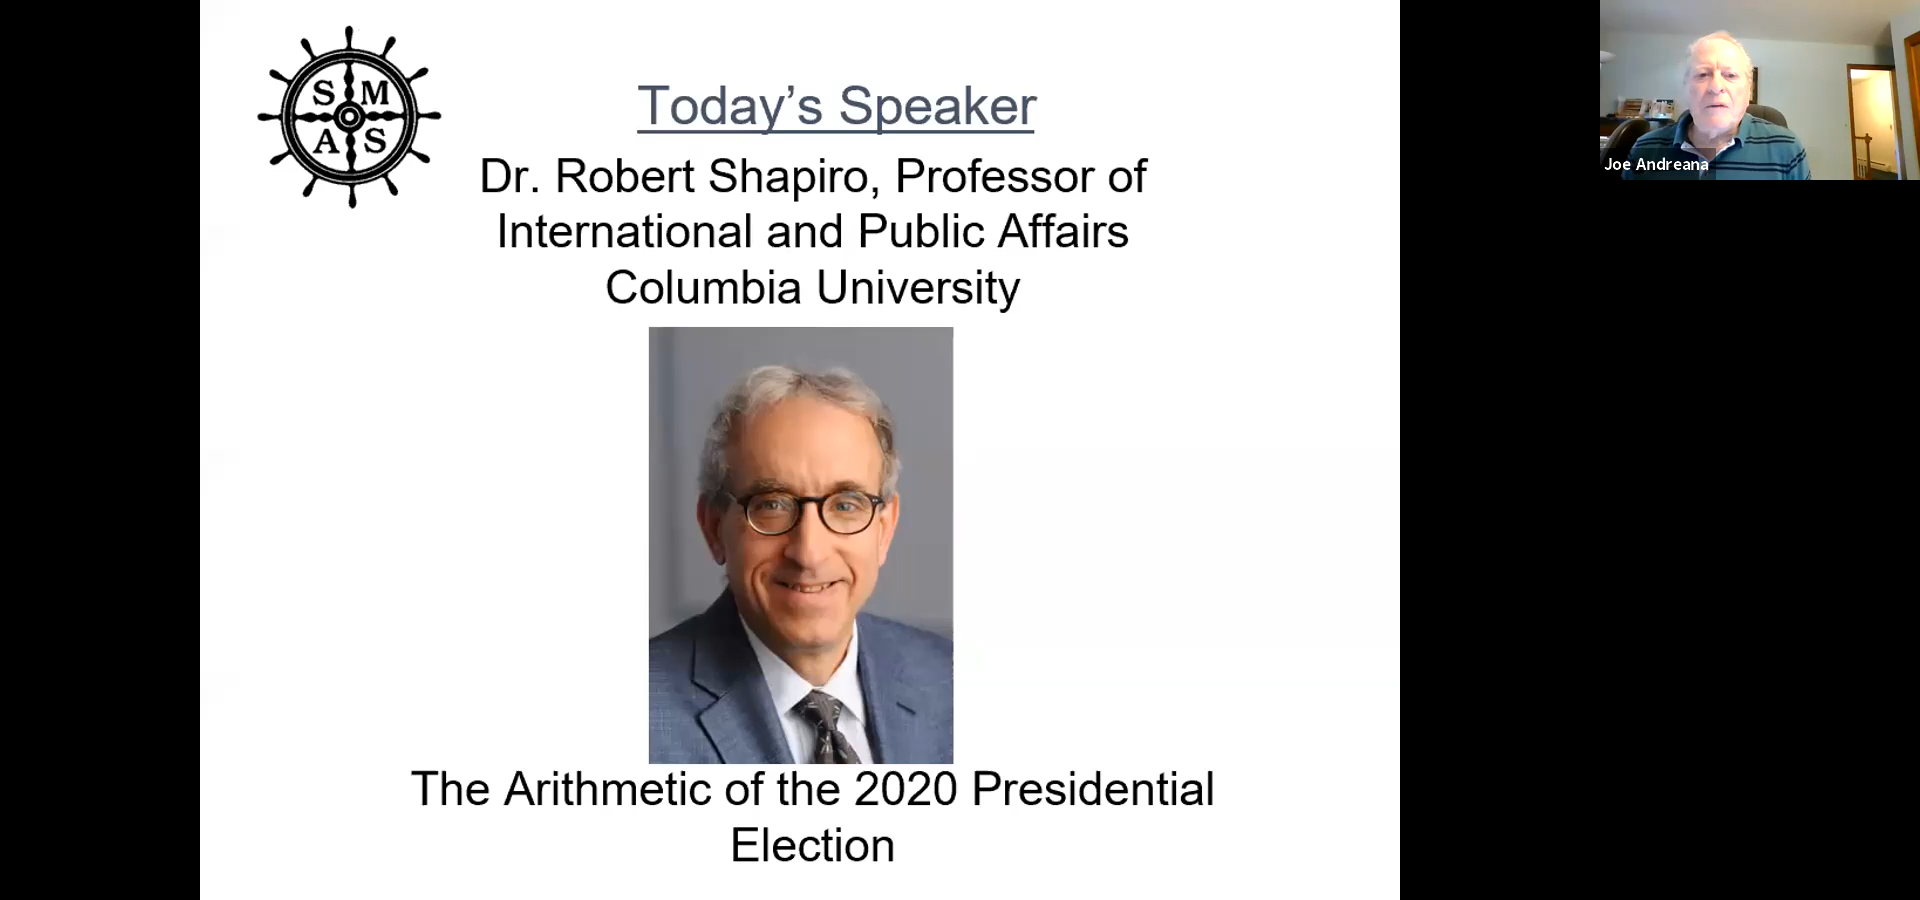 S M
A S
Today's Speaker
Dr. Robert Shapiro, Professor of
International and Public Affairs
Columbia University
The Arithmetic of the 2020 Presidential
Election
Joe Andreana